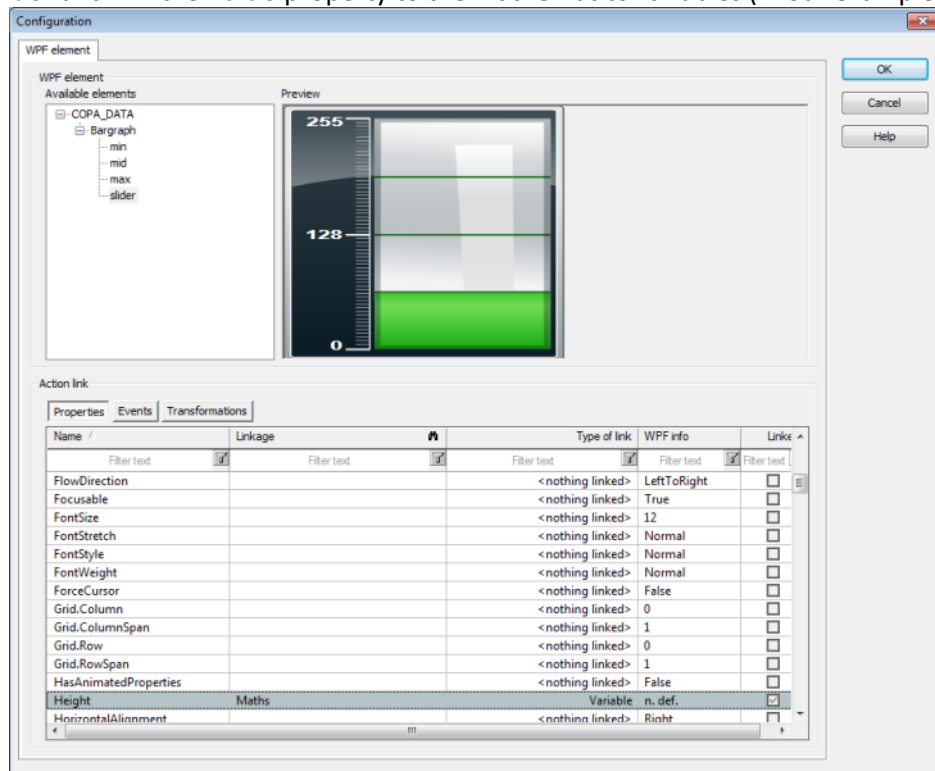 Configuration
WPF element
WPF element
Available elements
Preview
COPA_DATA
Bargraph
min
mid
max
slider
255
128
0
OK
Cancel
Help
Action link
Properties Events Transformations
Name / Linkage Type of link WPF info Linke
Filter text Filter text Filter text Filter text Filter text
FlowDirection <nothing linked> LeftToRight
Focusable <nothing linked> True
FontSize <nothing linked> 12
FontStretch <nothing linked> Normal
FontStyle <nothing linked> Normal
FontWeight <nothing linked> Normal
ForceCursor <nothing linked> False
Grid.Column <nothing linked> 0
Grid.ColumnSpan <nothing linked> 1
Grid.Row <nothing linked> 0
Grid.RowSpan <nothing linked> 1
HasAnimatedProperties <nothing linked> False
Height Maths Variable n. def.
HorizontalAlignment <nothing linked> Right